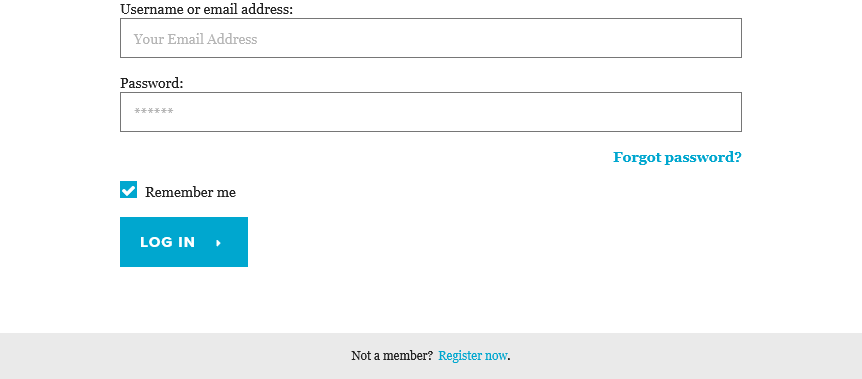 Username or email address:
Your Email Address
Password:
******
Forgot password?
Remember me
LOG IN
Not a member? Register now.